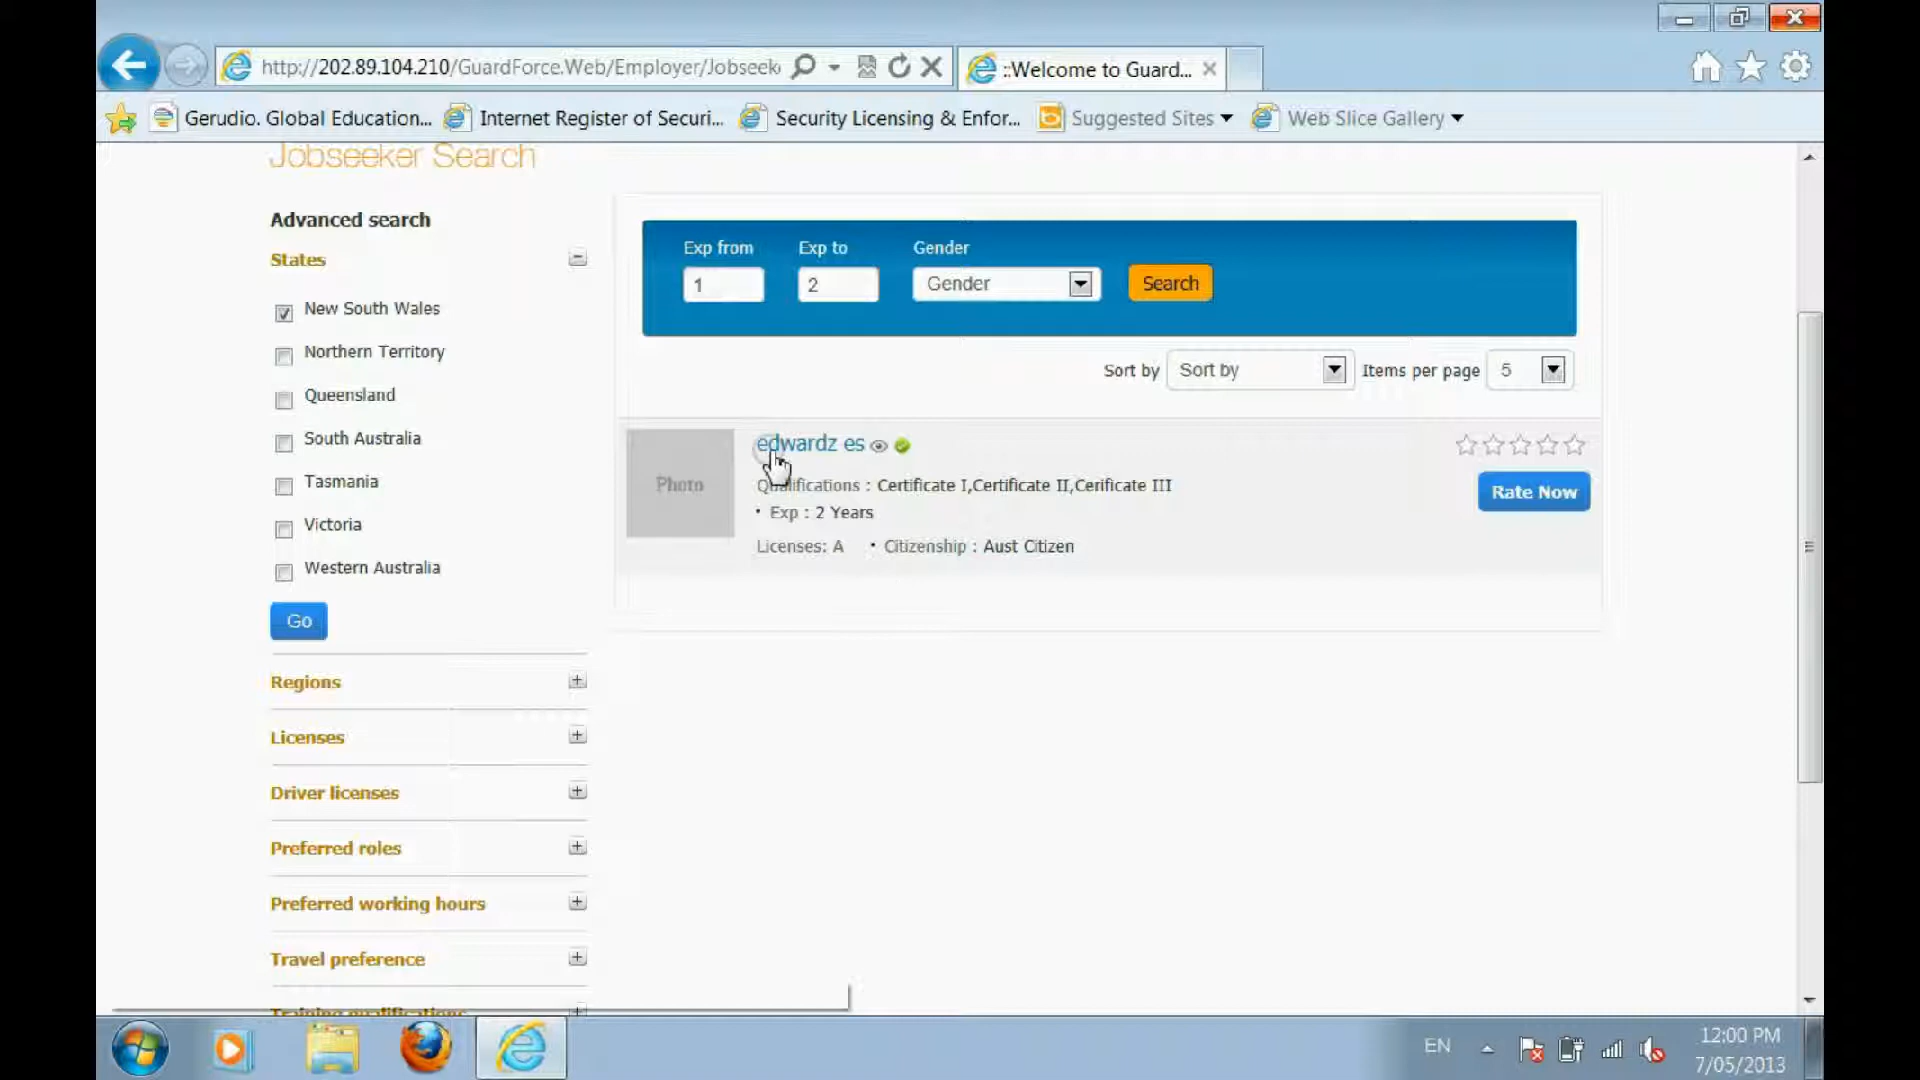 http://202.89.104.210/GuardForce.Web/Employer/Jobseek
::Welcome to Guard...
Gerudio. Global Education...
Internet Register of Securi...
Security Licensing & Enfor...
Suggested Sites
Web Slice Gallery
Jobseeker Search
Advanced search
States
New South Wales
Northern Territory
Queensland
South Australia
Tasmania
Victoria
Western Australia
Go
Regions
Licenses
Driver licenses
Preferred roles
Preferred working hours
Travel preference
Training qualifications
Exp from
Exp to
Gender
1
2
Gender
Search
Sort by
Sort by
Items per page
5
Photo
edwardz es
Qualifications : Certificate I,Certificate II,Cerificate III
• Exp : 2 Years
Licenses: A • Citizenship : Aust Citizen
Rate Now
EN
12:00 PM
7/05/2013